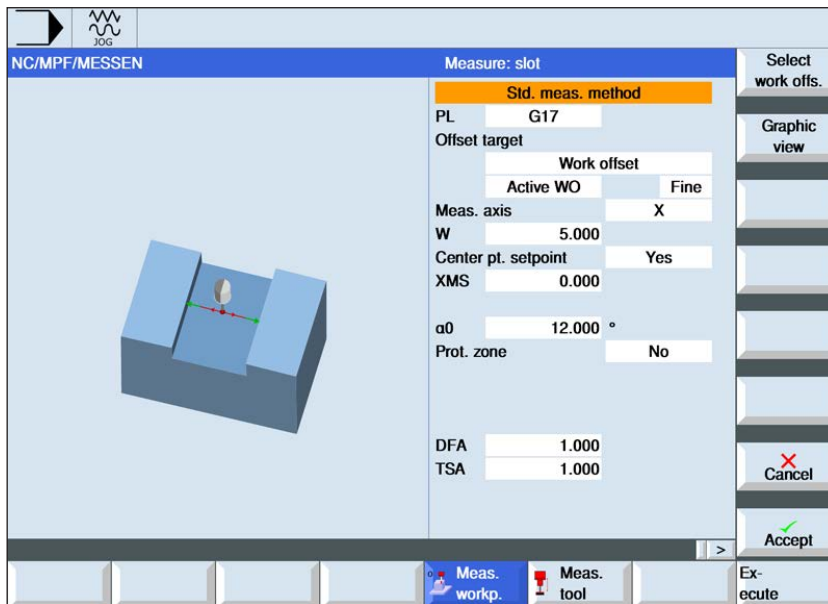 JOG
NC/MPF/MESSEN
Measure: slot
Std. meas. method
PL G17
Offset target
Work offset
Active WO Fine
Meas. axis X
W 5.000
Center pt. setpoint Yes
XMS 0.000
α0 12.000 °
Prot. zone No
DFA 1.000
TSA 1.000
Select
work offs.
Graphic
view
Cancel
Accept
>
Meas.
workp.
Meas.
tool
Ex-
ecute